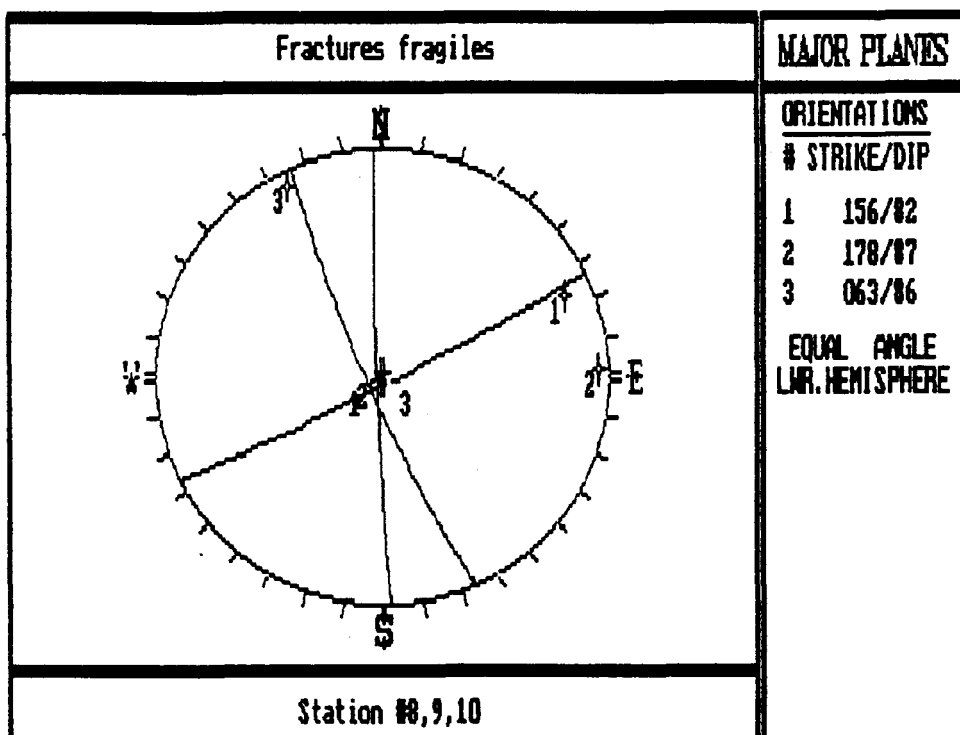 Fractures fragiles
MAJOR PLANES
ORIENTATIONS
# STRIKE/DIP
1 156/82
2 178/87
3 063/86
EQUAL ANGLE
LWR.HEMISPHERE
N
3
1
W
2
E
1
2
3
S
Station #8,9,10